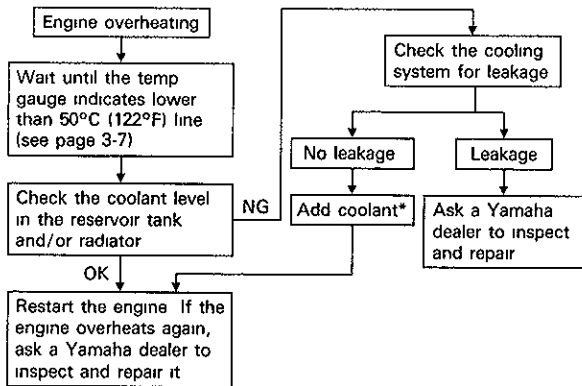 Engine overheating
Wait until the temp
gauge indicates lower
than 50°C (122°F) line
(see page 3-7)
Check the coolant level
in the reservoir tank
and/or radiator
NG
OK
Check the cooling
system for leakage
No leakage
Leakage
Add coolant*
Ask a Yamaha
dealer to inspect
and repair
Restart the engine If the
engine overheats again,
ask a Yamaha dealer to
inspect and repair it